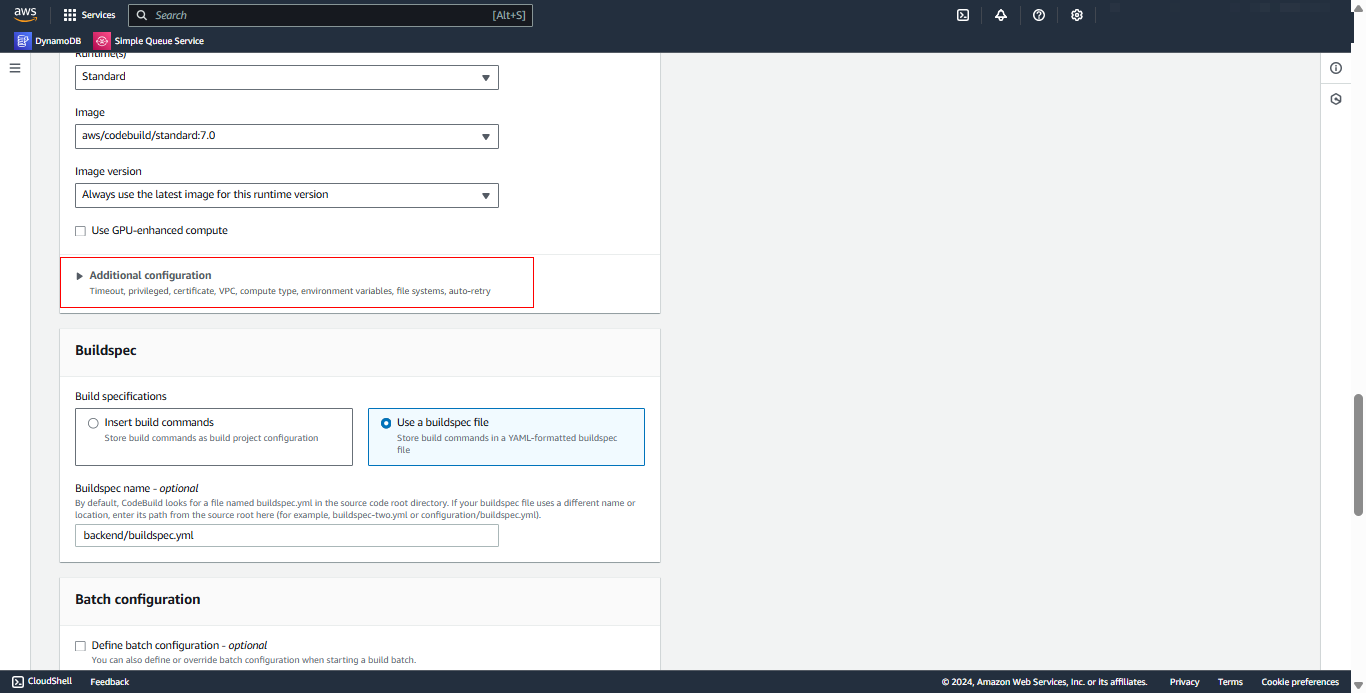 aws
Services
Search
[Alt+S]
DynamoDB
Simple Queue Service
Runtime(s)
Standard
Image
aws/codebuild/standard:7.0
Image version
Always use the latest image for this runtime version
Use GPU-enhanced compute
Additional configuration
Timeout, privileged, certificate, VPC, compute type, environment variables, file systems, auto-retry
Buildspec
Build specifications
Insert build commands
Store build commands as build project configuration
Use a buildspec file
Store build commands in a YAML-formatted buildspec
file
Buildspec name - optional
By default, CodeBuild looks for a file named buildspec.yml in the source code root directory. If your buildspec file uses a different name or
location, enter its path from the source root here (for example, buildspec-two.yml or configuration/buildspec.yml).
backend/buildspec.yml
Batch configuration
Define batch configuration - optional
You can also define or override batch configuration when starting a build batch.
CloudShell
Feedback
© 2024, Amazon Web Services, Inc. or its affiliates.
Privacy
Terms
Cookie preferences